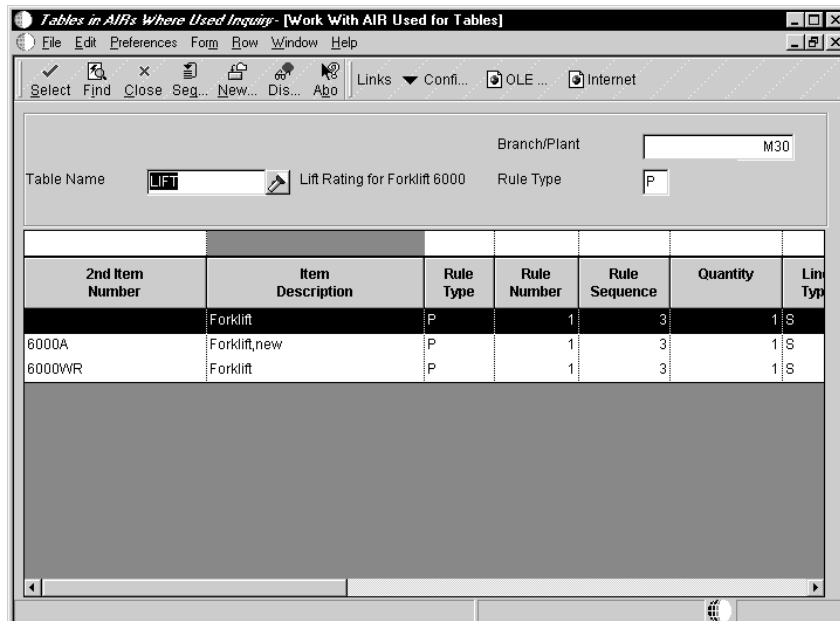 Tables in AIRs Where Used Inquiry - [Work With AIR Used for Tables]
File Edit Preferences Form Row Window Help
Select Find Close Seq... New... Dis... Abo Links Confi... OLE ... Internet
Branch/Plant M30
Table Name LIFT Lift Rating for Forklift 6000 Rule Type P
2nd Item Number Item Description Rule Type Rule Number Rule Sequence Quantity Line Typ
Forklift P 1 3 1 S
6000A Forklift,new P 1 3 1 S
6000WR Forklift P 1 3 1 S